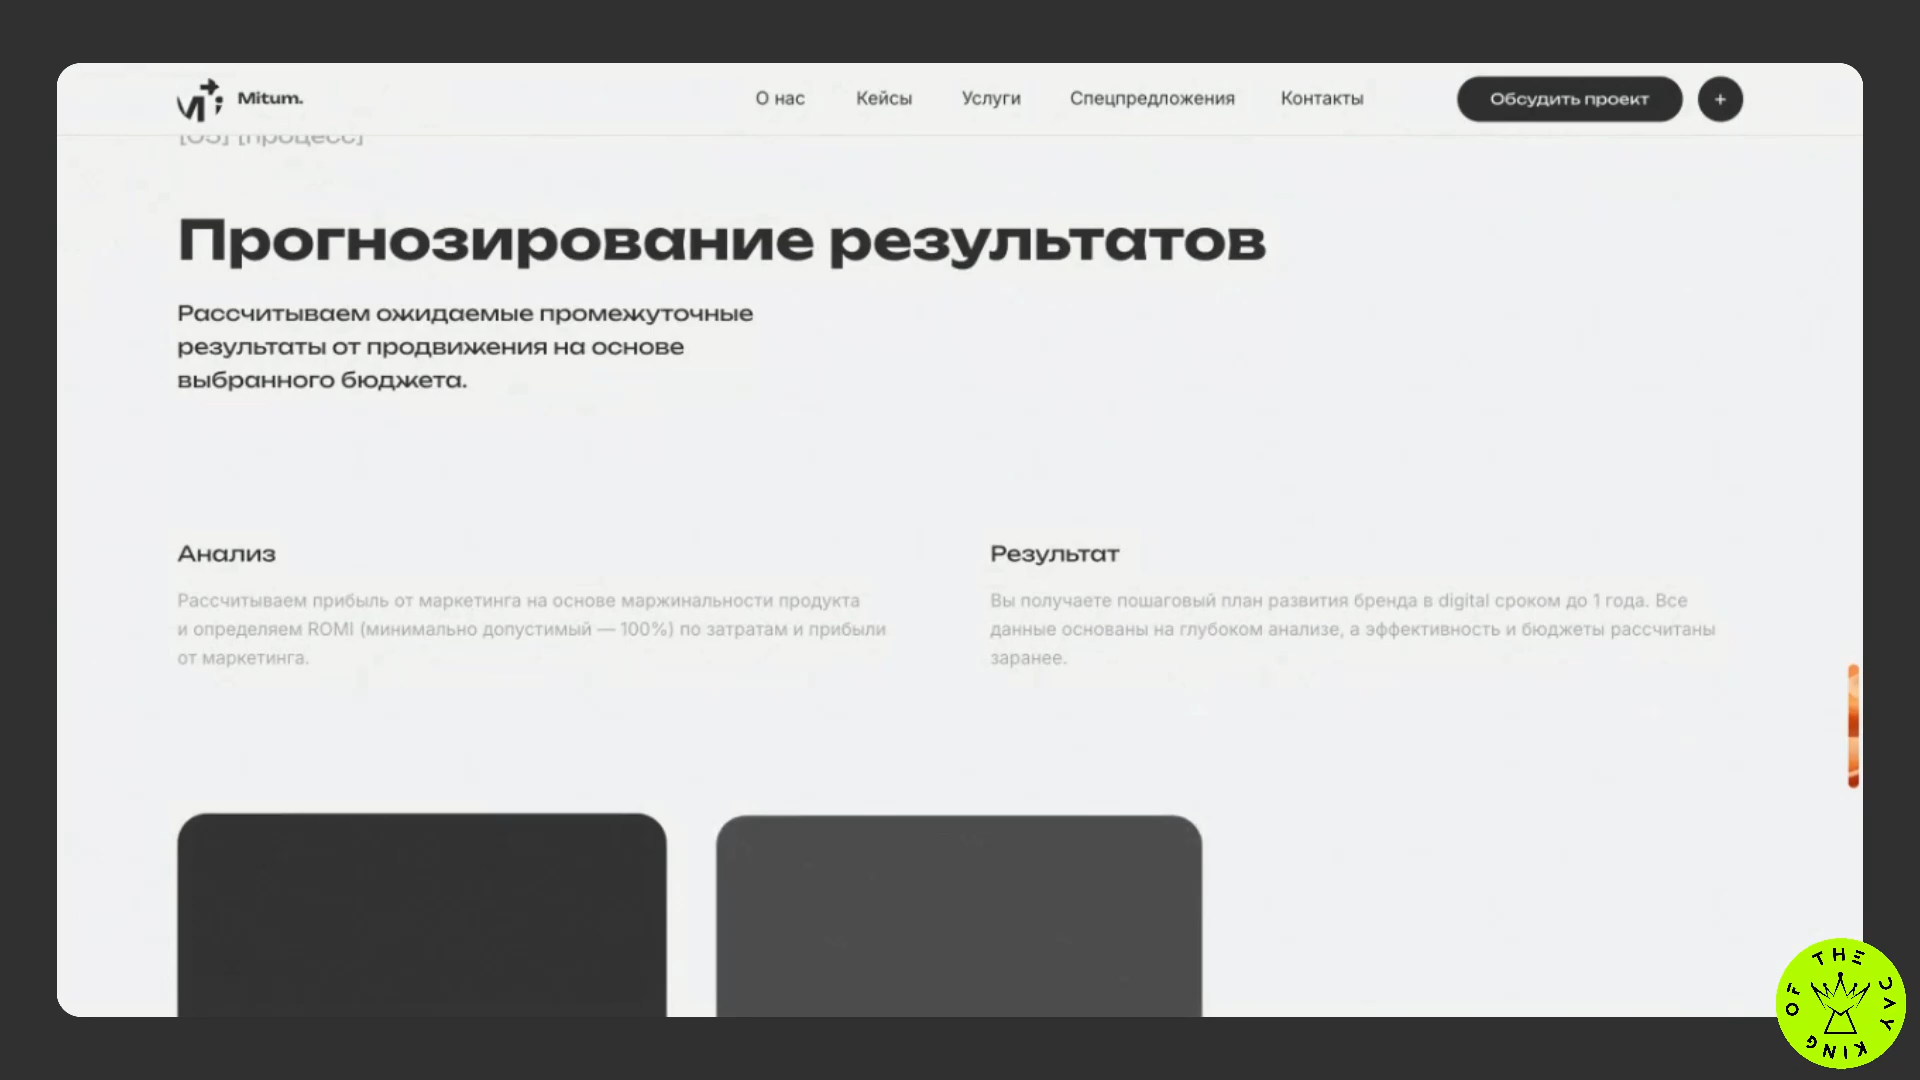 Mitum.
О нас
Кейсы
Услуги
Спецпредложения
Контакты
Обсудить проект
+
[05] [процесс]
Прогнозирование результатов
Рассчитываем ожидаемые промежуточные
результаты от продвижения на основе
выбранного бюджета.
Анализ
Рассчитываем прибыль от маркетинга на основе маржинальности продукта
и определяем ROMI (минимально допустимый — 100%) по затратам и прибыли
от маркетинга.
Результат
Вы получаете пошаговый план развития бренда в digital сроком до 1 года. Все
данные основаны на глубоком анализе, а эффективность и бюджеты рассчитаны
заранее.
KING OF THE CAY